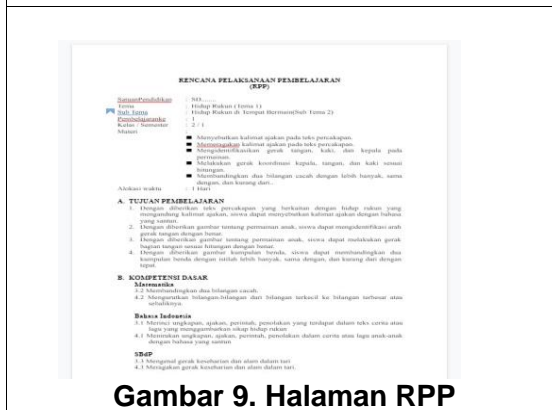 RENCANA PELAKSANAAN PEMBELAJARAN
(RPP)
SatuanPendidikan : SD.......
Tema : Hidup Rukun (Tema 1)
Sub Tema : Hidup Rukun di Tempat Bermain(Sub Tema 2)
Pembelajaranke : 1
Kelas / Semester : 2 / 1
Materi :
Menyebutkan kalimat ajakan pada teks percakapan.
Memeragakan kalimat ajakan pada teks percakapan.
Mengidentifikasikan gerak tangan, kaki, dan kepala pada
permainan.
Melakukan gerak koordinasi kepala, tangan, dan kaki sesuai
hitungan.
Membandingkan dua bilangan cacah dengan lebih banyak, sama
dengan, dan kurang dari..
Alokasi waktu : 1 Hari
A. TUJUAN PEMBELAJARAN
1. Dengan diberikan teks percakapan yang berkaitan dengan hidup rukun yang
mengandung kalimat ajakan, siswa dapat menyebutkan kalimat ajakan dengan bahasa
yang santun.
2. Dengan diberikan gambar tentang permainan anak, siswa dapat mengidentifikasi arah
gerak tangan dengan benar.
3. Dengan diberikan gambar tentang permainan anak, siswa dapat melakukan gerak
bagian tangan sesuai hitungan dengan benar.
4. Dengan diberikan gambar kumpulan benda, siswa dapat membandingkan dua
kumpulan benda dengan istilah lebih banyak, sama dengan, dan kurang dari dengan
tepat.
B. KOMPETENSI DASAR
Matematika
3.2 Membandingkan dua bilangan cacah.
4.2 Mengurutkan bilangan-bilangan dari bilangan terkecil ke bilangan terbesar atau
sebaliknya.
Bahasa Indonesia
3.1 Merinci ungkapan, ajakan, perintah, penolakan yang terdapat dalam teks cerita atau
lagu yang menggambarkan sikap hidup rukun
4.1 Menirukan ungkapan, ajakan, perintah, penolakan dalam cerita atau lagu anak-anak
dengan bahasa yang santun
SBdP
3.3 Mengenal gerak keseharian dan alam dalam tari
4.3 Meragakan gerak keseharian dan alam dalam tari.
Gambar 9. Halaman RPP